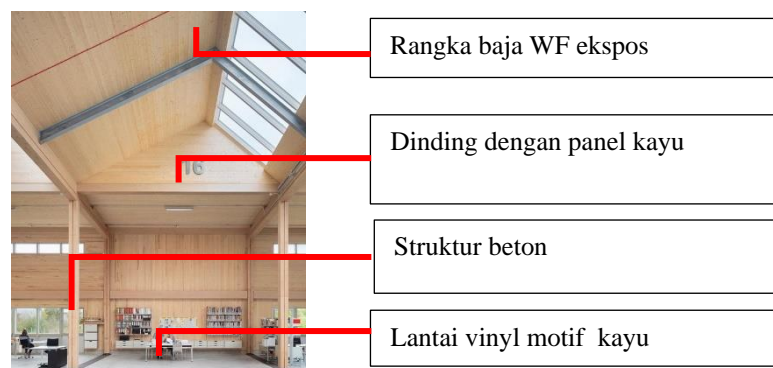 Rangka baja WF ekspos
Dinding dengan panel kayu
16
Struktur beton
Lantai vinyl motif kayu